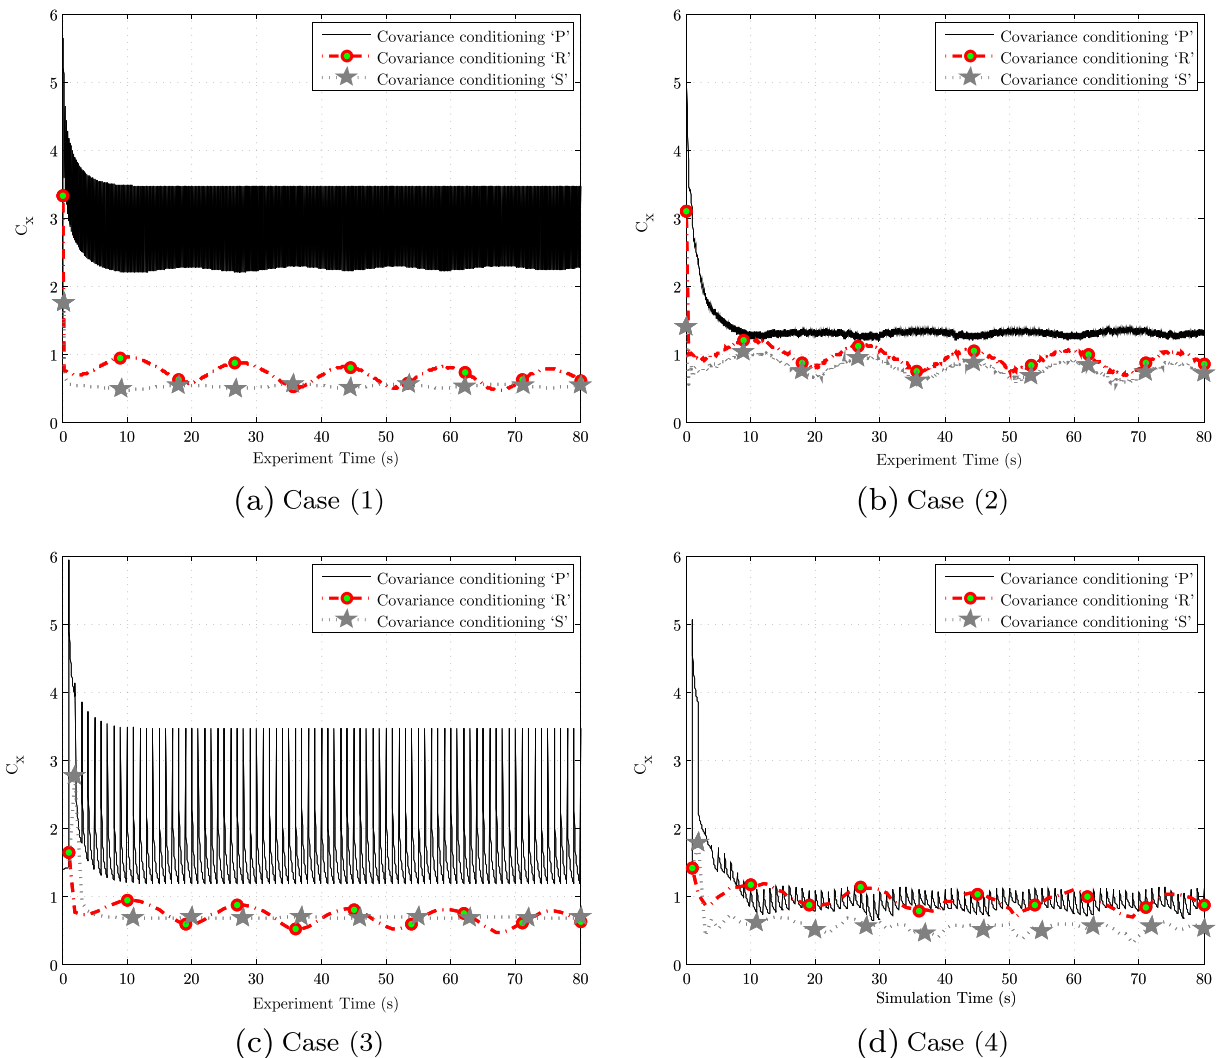 6
5
4
3
2
1
0
C_X
0 10 20 30 40 50 60 70 80
Experiment Time (s)
Covariance conditioning ‘P’
Covariance conditioning ‘R’
Covariance conditioning ‘S’
(a) Case (1)
6
5
4
3
2
1
0
C_X
0 10 20 30 40 50 60 70 80
Experiment Time (s)
Covariance conditioning ‘P’
Covariance conditioning ‘R’
Covariance conditioning ‘S’
(b) Case (2)
6
5
4
3
2
1
0
C_X
0 10 20 30 40 50 60 70 80
Experiment Time (s)
Covariance conditioning ‘P’
Covariance conditioning ‘R’
Covariance conditioning ‘S’
(c) Case (3)
6
5
4
3
2
1
0
C_X
0 10 20 30 40 50 60 70 80
Simulation Time (s)
Covariance conditioning ‘P’
Covariance conditioning ‘R’
Covariance conditioning ‘S’
(d) Case (4)